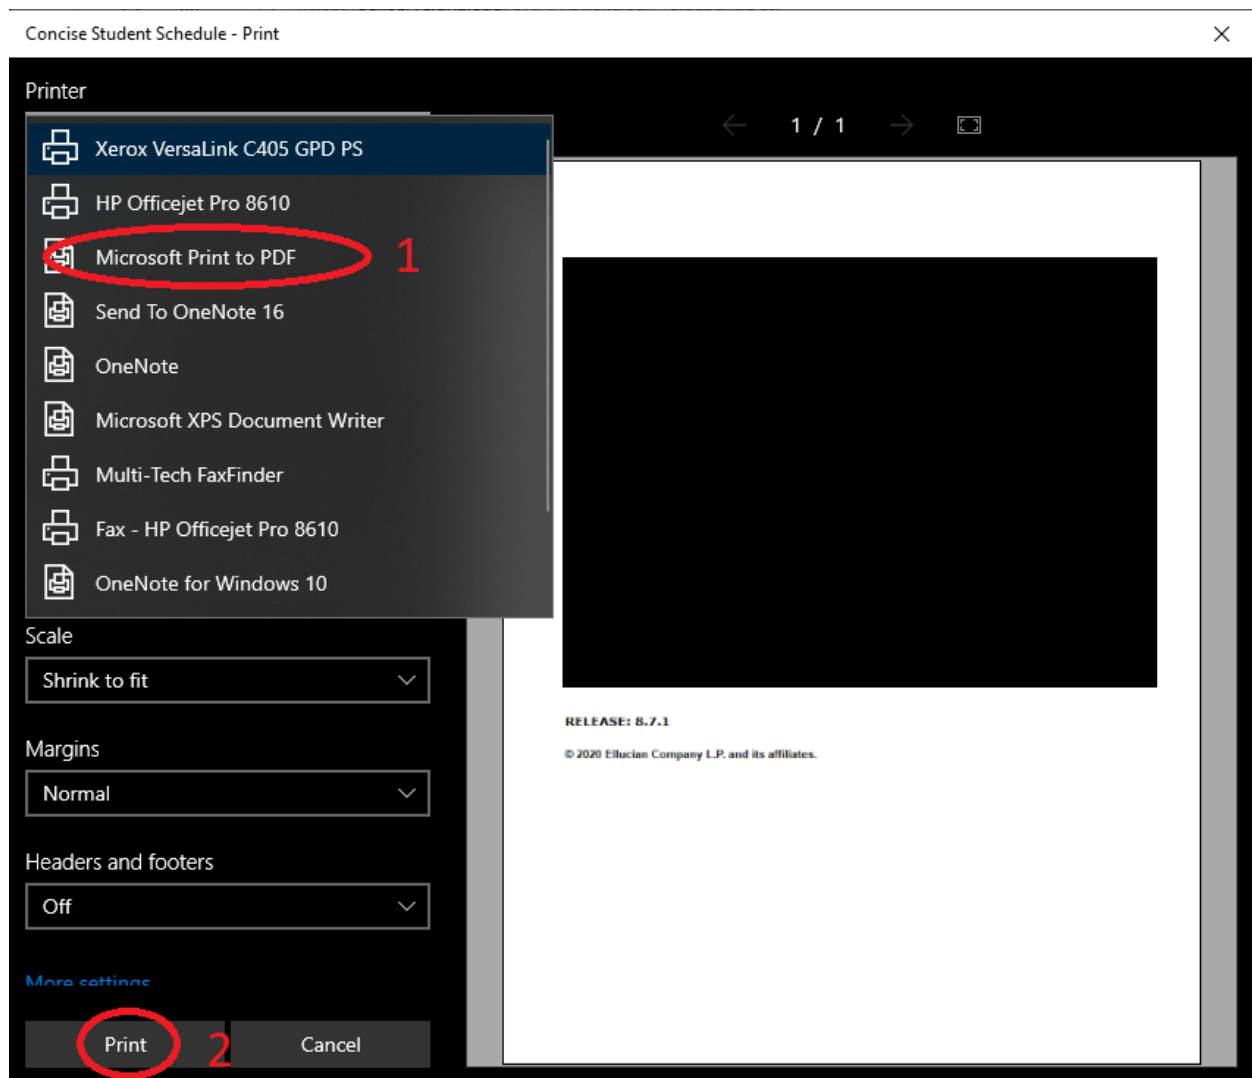 Concise Student Schedule - Print
Printer
1 / 1
Xerox VersaLink C405 GPD PS
HP Officejet Pro 8610
Microsoft Print to PDF 1
Send To OneNote 16
OneNote
Microsoft XPS Document Writer
Multi-Tech FaxFinder
Fax - HP Officejet Pro 8610
OneNote for Windows 10
Scale
Shrink to fit
Margins
Normal
Headers and footers
Off
More settings
Print 2 Cancel
RELEASE: 8.7.1
© 2020 Ellucian Company L.P. and its affiliates.